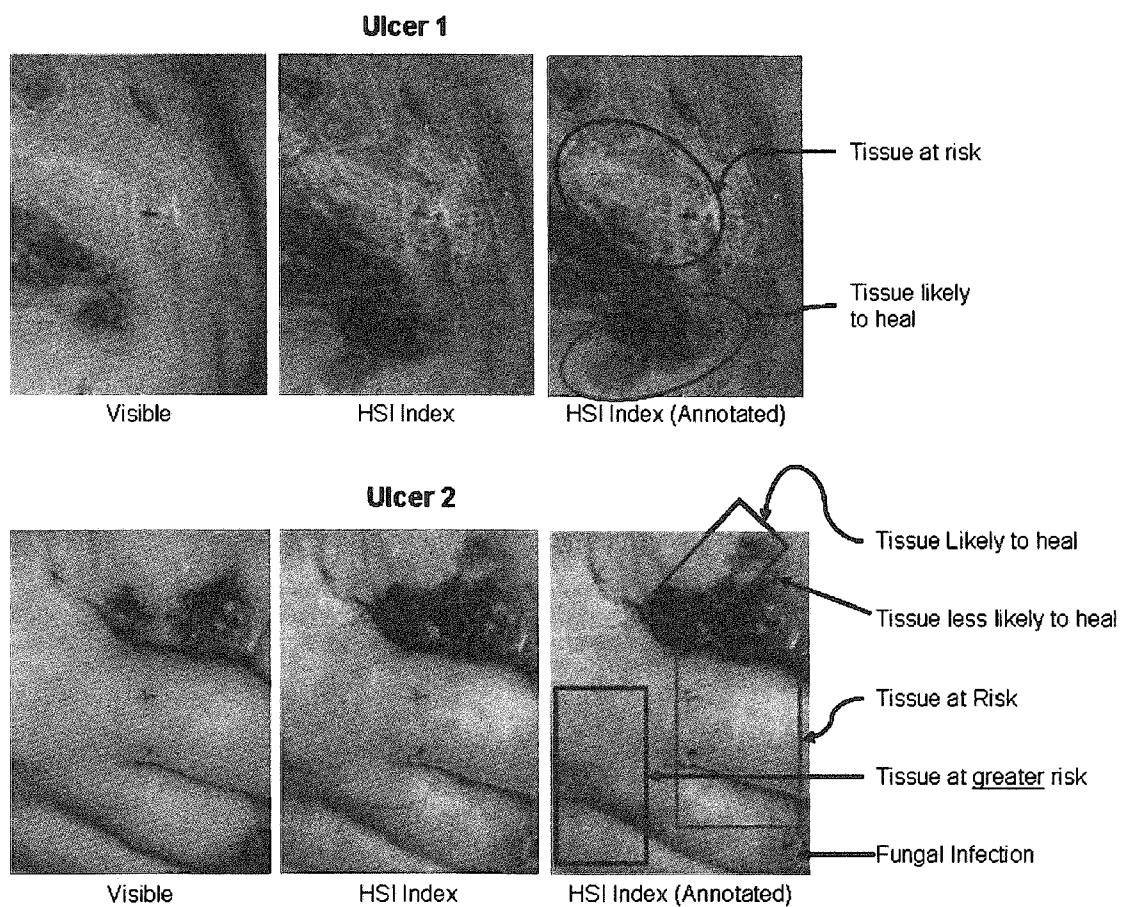 Ulcer 1
Tissue at risk
Tissue likely
to heal
Visible
HSI Index
HSI Index (Annotated)
Ulcer 2
Tissue Likely to heal
Tissue less likely to heal
Tissue at Risk
Tissue at greater risk
Fungal Infection
Visible
HSI Index
HSI Index (Annotated)